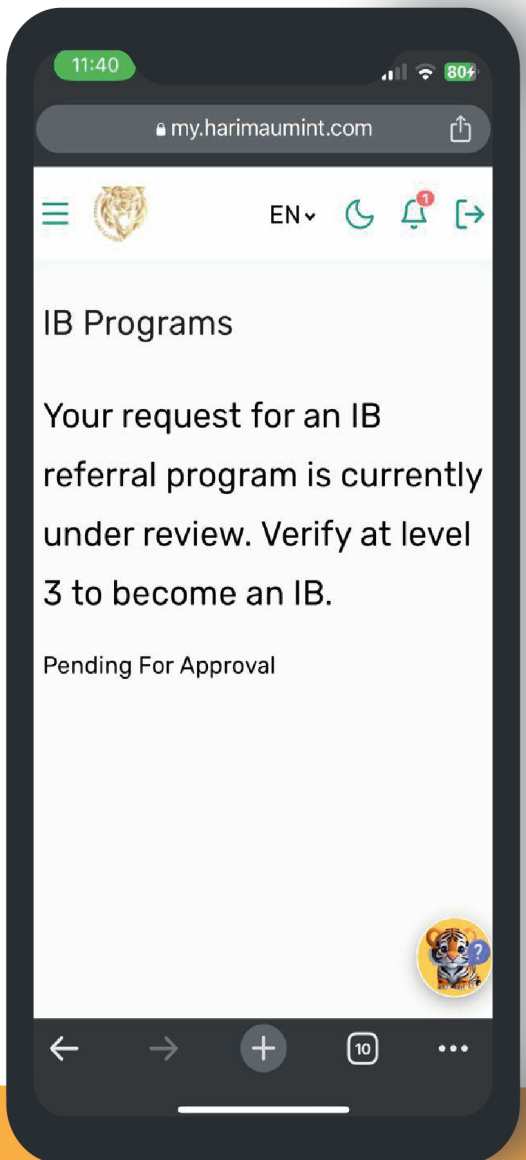 11:40
80
my.harimaumint.com
EN
1
IB Programs
Your request for an IB
referral program is currently
under review. Verify at level
3 to become an IB.
Pending For Approval
?
10